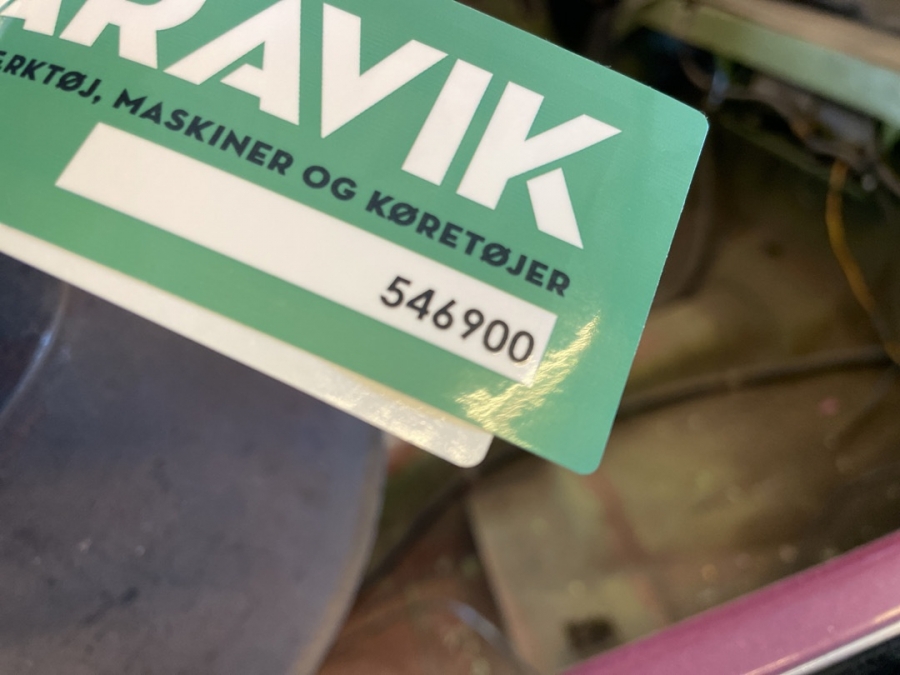 ARAVIK
ERKTØJ, MASKINER OG KØRETØJER
546900